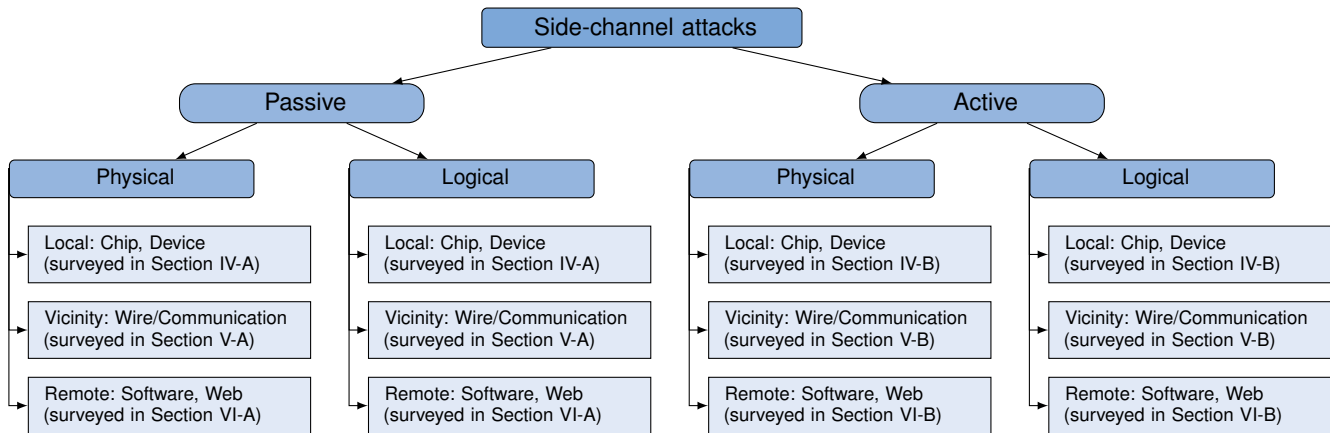 Side-channel attacks
Passive
Active
Physical
Logical
Physical
Logical
Local: Chip, Device
(surveyed in Section IV-A)
Local: Chip, Device
(surveyed in Section IV-A)
Local: Chip, Device
(surveyed in Section IV-B)
Local: Chip, Device
(surveyed in Section IV-B)
Vicinity: Wire/Communication
(surveyed in Section V-A)
Vicinity: Wire/Communication
(surveyed in Section V-A)
Vicinity: Wire/Communication
(surveyed in Section V-B)
Vicinity: Wire/Communication
(surveyed in Section V-B)
Remote: Software, Web
(surveyed in Section VI-A)
Remote: Software, Web
(surveyed in Section VI-A)
Remote: Software, Web
(surveyed in Section VI-B)
Remote: Software, Web
(surveyed in Section VI-B)